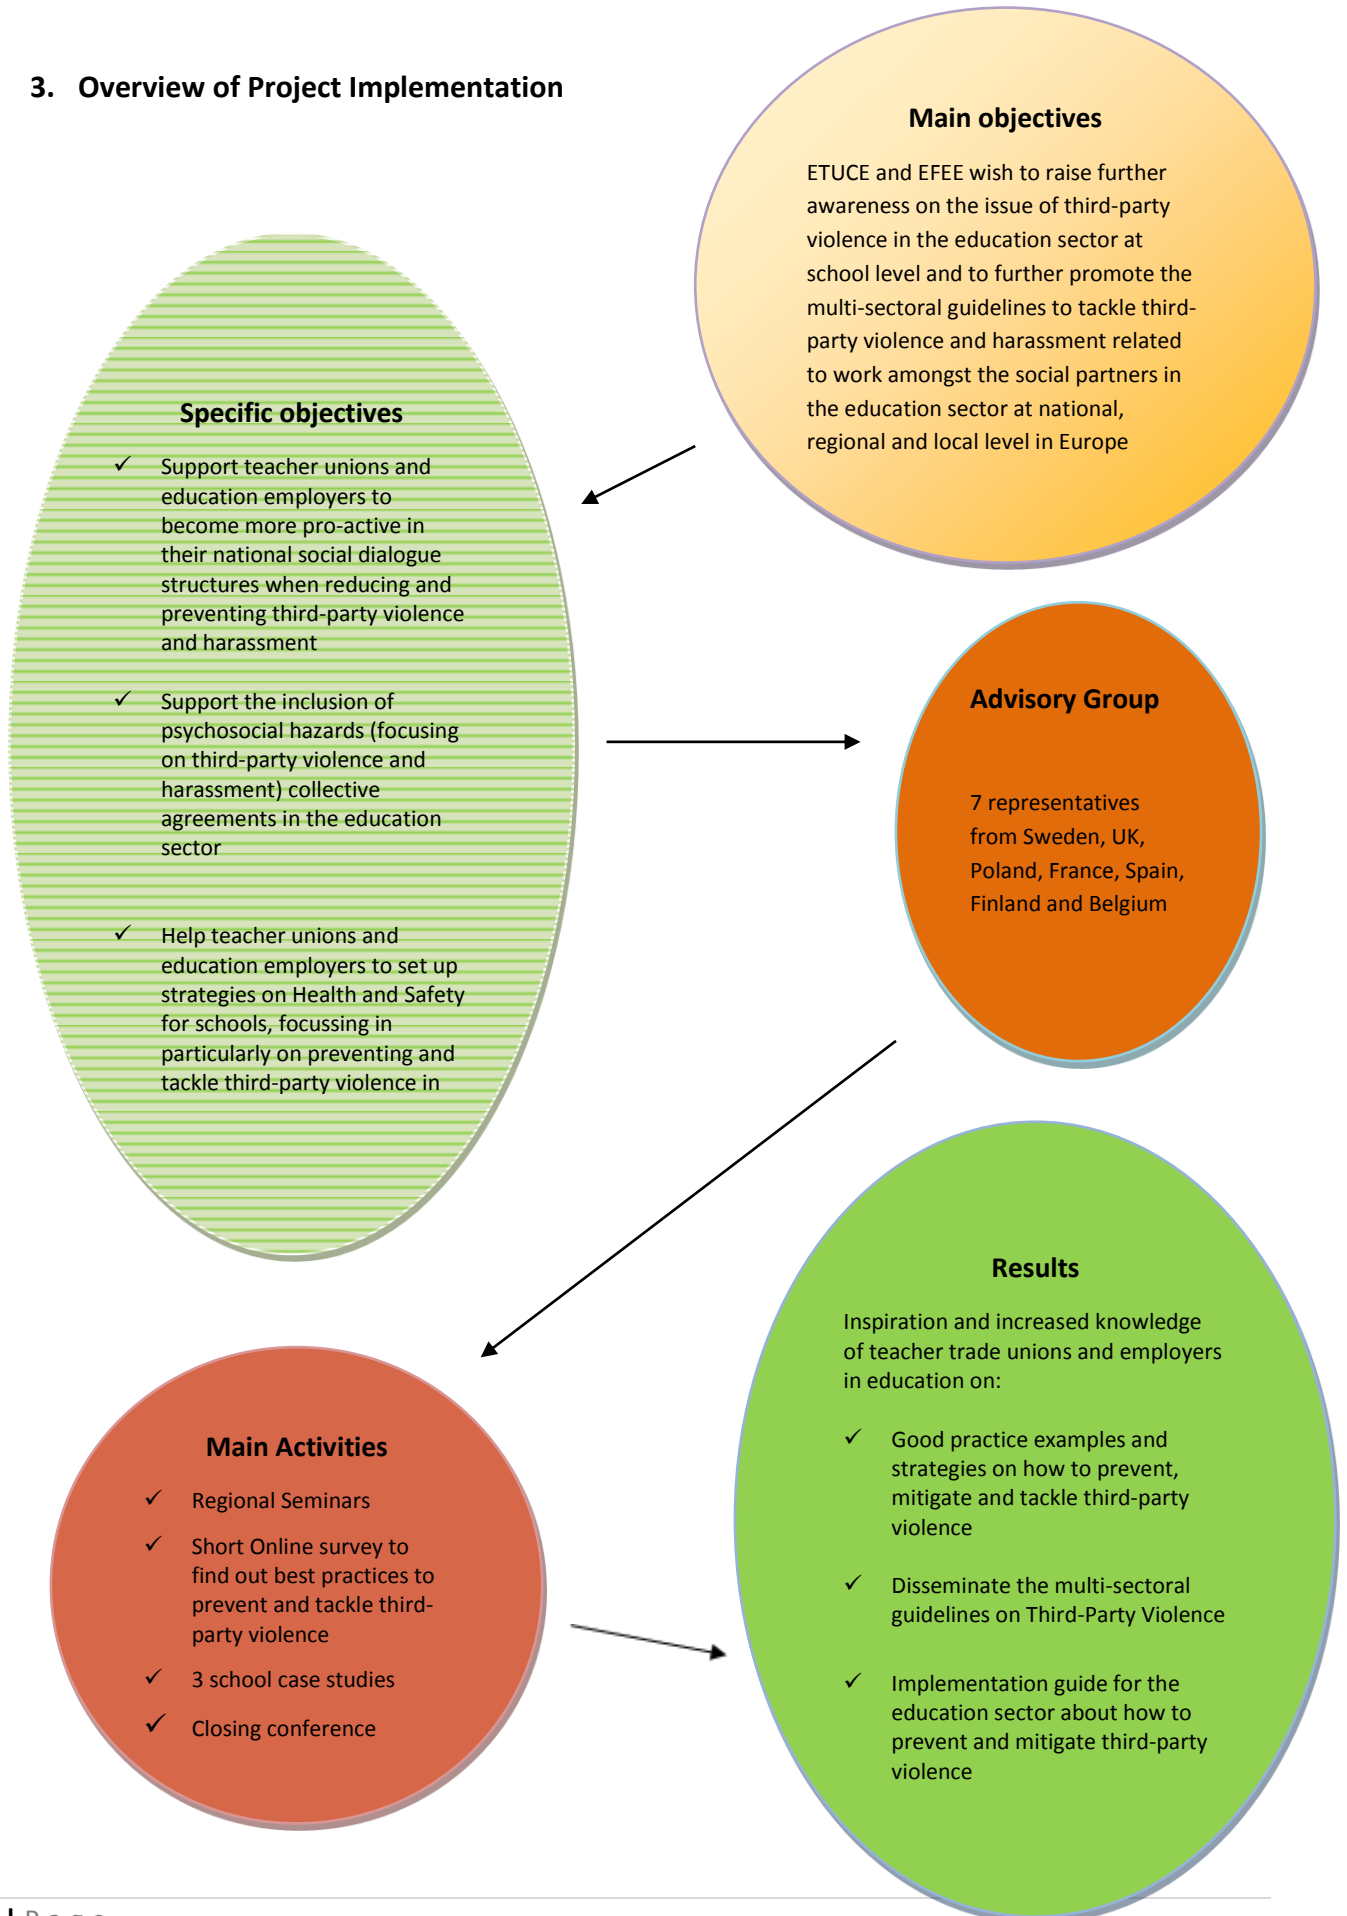 3. Overview of Project Implementation
Main objectives
ETUCE and EFEE wish to raise further
awareness on the issue of third-party
violence in the education sector at
school level and to further promote the
multi-sectoral guidelines to tackle third-
party violence and harassment related
to work amongst the social partners in
the education sector at national,
regional and local level in Europe
Specific objectives
✓ Support teacher unions and
education employers to
become more pro-active in
their national social dialogue
structures when reducing and
preventing third-party violence
and harassment
✓ Support the inclusion of
psychosocial hazards (focusing
on third-party violence and
harassment) collective
agreements in the education
sector
✓ Help teacher unions and
education employers to set up
strategies on Health and Safety
for schools, focussing in
particularly on preventing and
tackle third-party violence in
Advisory Group
7 representatives
from Sweden, UK,
Poland, France, Spain,
Finland and Belgium
Main Activities
✓ Regional Seminars
✓ Short Online survey to
find out best practices to
prevent and tackle third-
party violence
✓ 3 school case studies
✓ Closing conference
Results
Inspiration and increased knowledge
of teacher trade unions and employers
in education on:
✓ Good practice examples and
strategies on how to prevent,
mitigate and tackle third-party
violence
✓ Disseminate the multi-sectoral
guidelines on Third-Party Violence
✓ Implementation guide for the
education sector about how to
prevent and mitigate third-party
violence